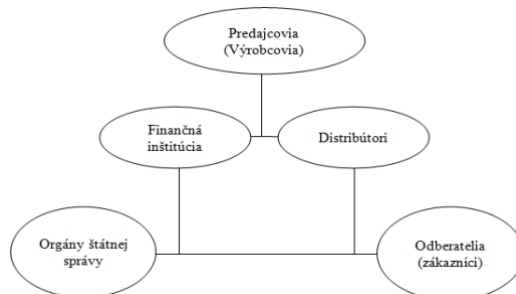 Predajcovia
(Výrobcovia)
Finančná
inštitúcia
Distribútori
Orgány štátnej
správy
Odberatelia
(zákazníci)